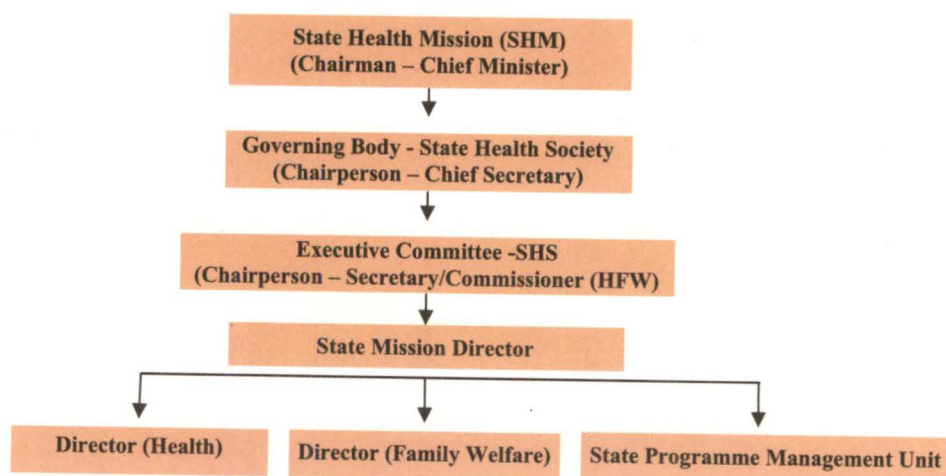 State Health Mission (SHM)
(Chairman – Chief Minister)
Governing Body - State Health Society
(Chairperson – Chief Secretary)
Executive Committee -SHS
(Chairperson – Secretary/Commissioner (HFW)
State Mission Director
Director (Health)
Director (Family Welfare)
State Programme Management Unit